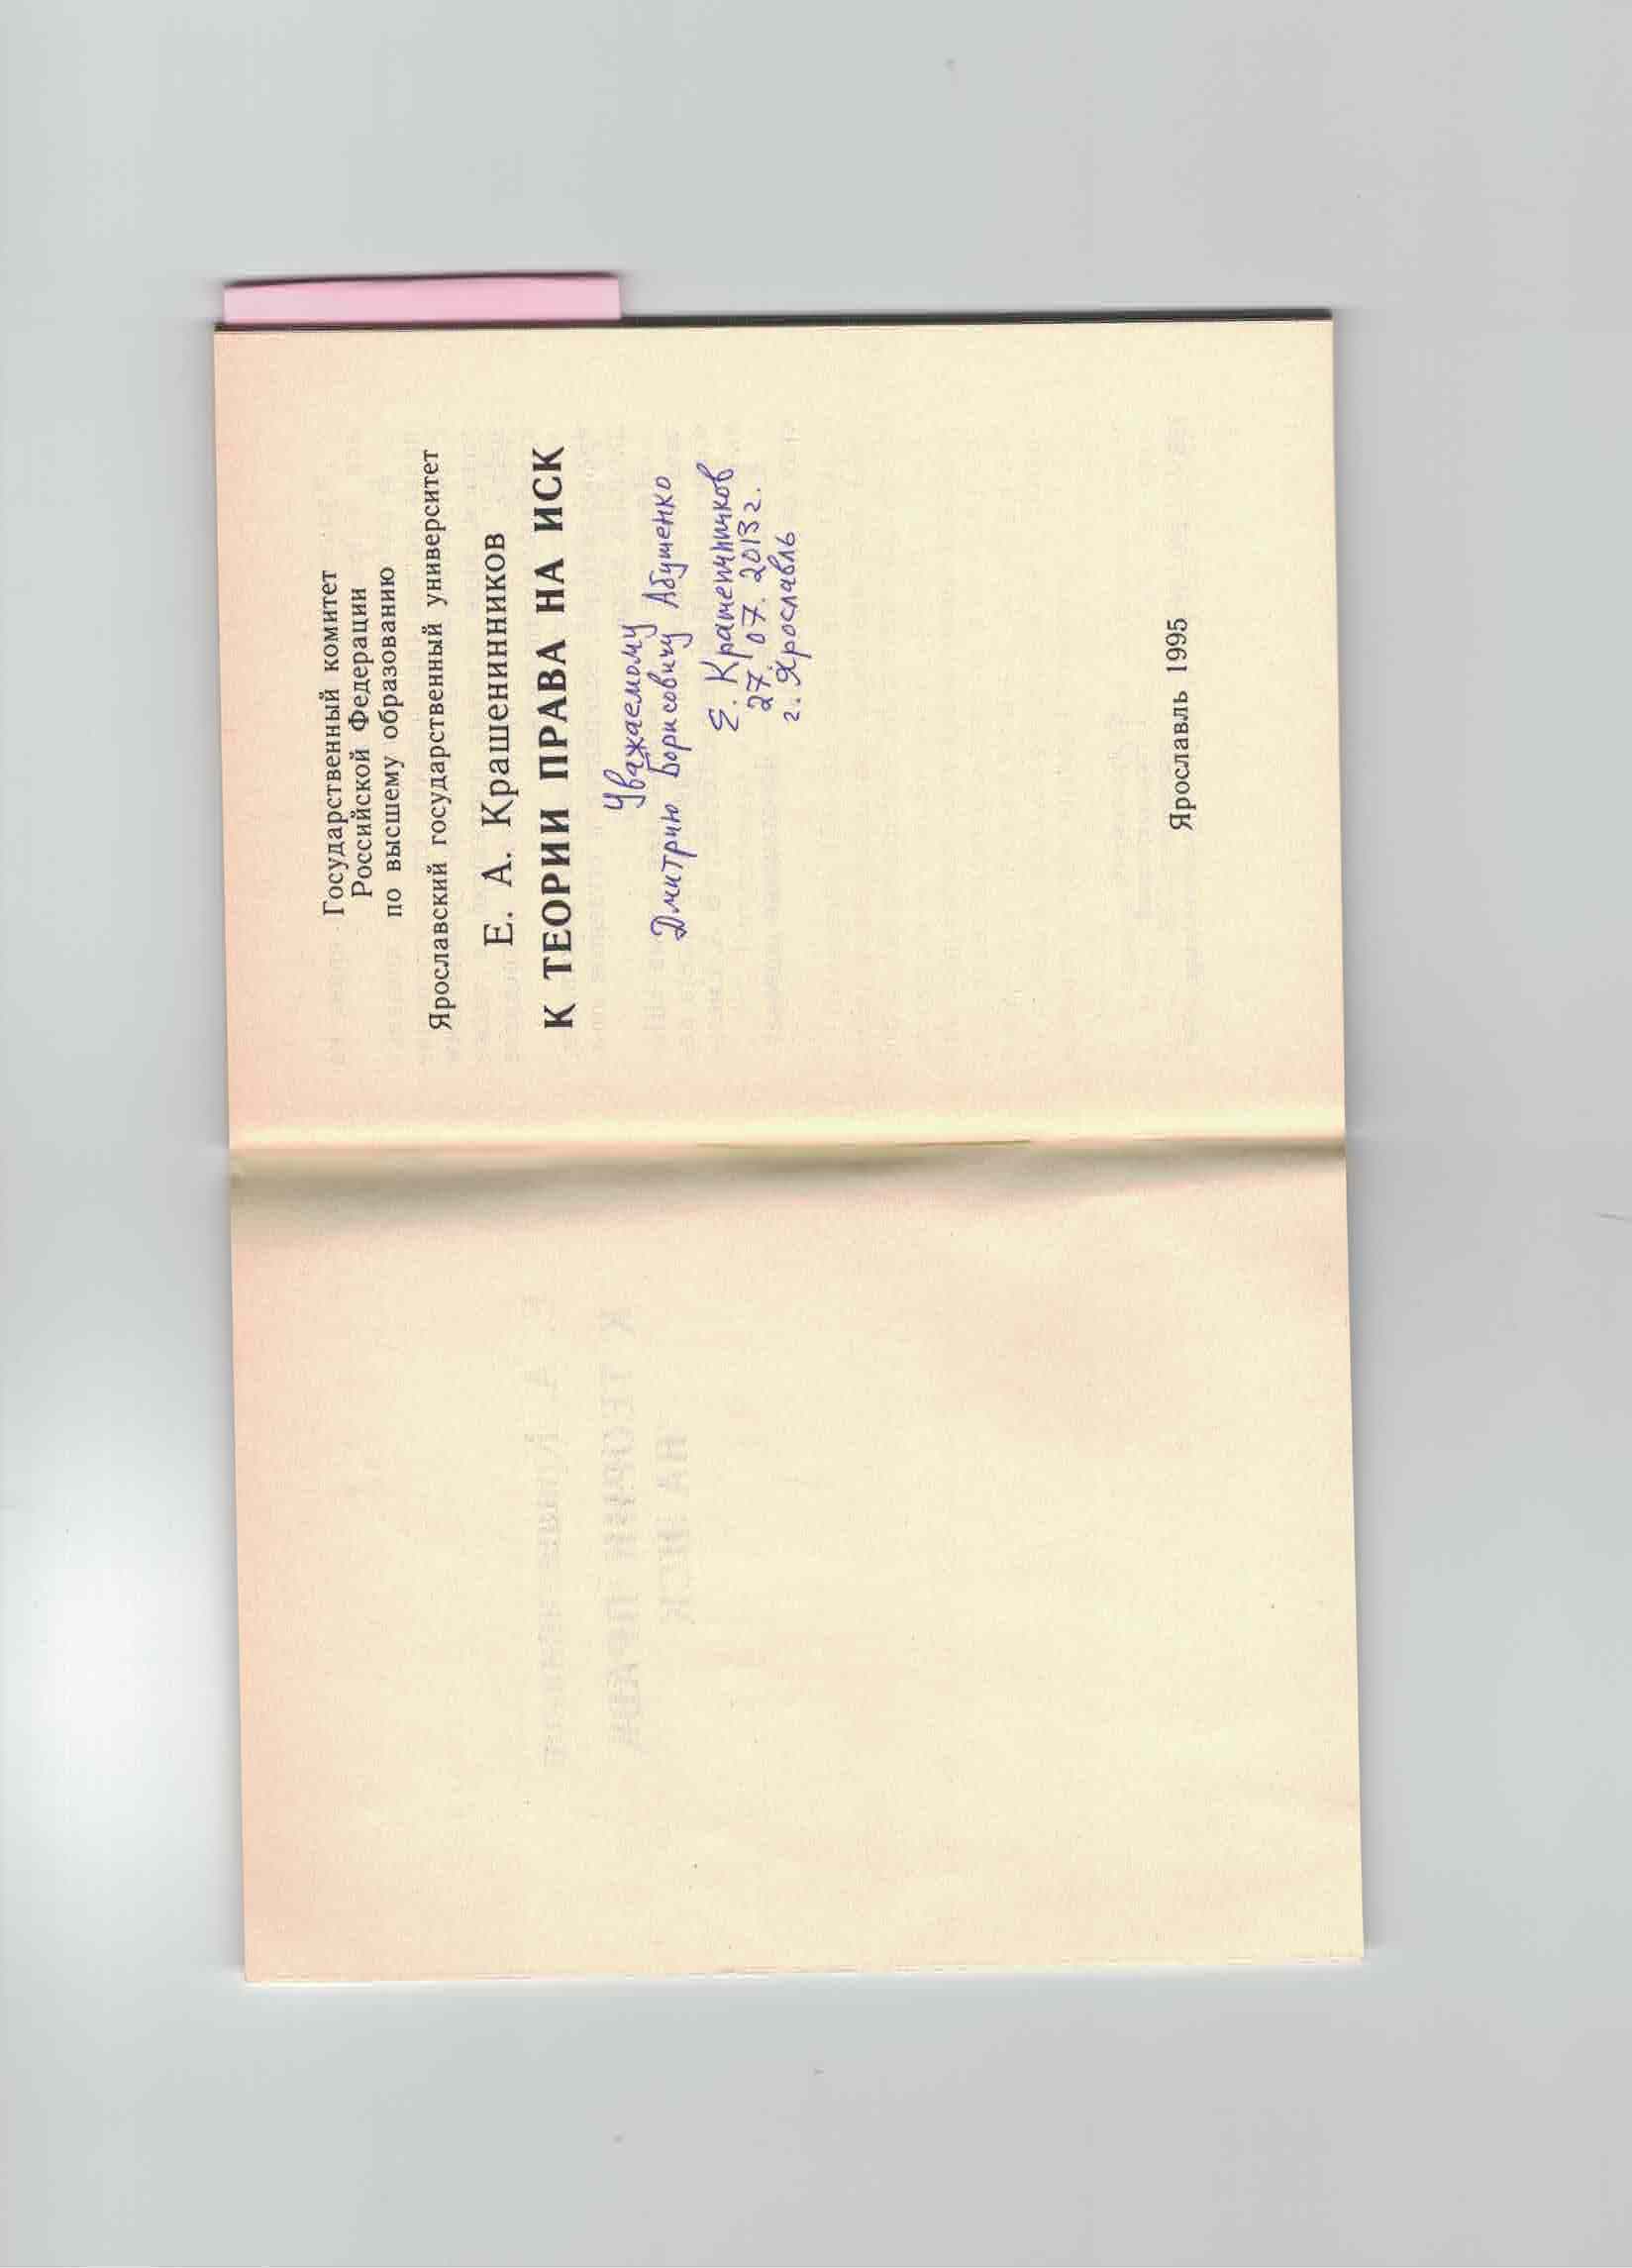 Государственный комитет
Российской Федерации
по высшему образованию
Ярославский государственный университет
Е. А. Крашенинников
К ТЕОРИИ ПРАВА НА ИСК
Уважаемому
Дмитрию Борисовичу Абушенко
Е. Крашенинников
27. 07. 2013 г.
г. Ярославль
Ярославль 1995